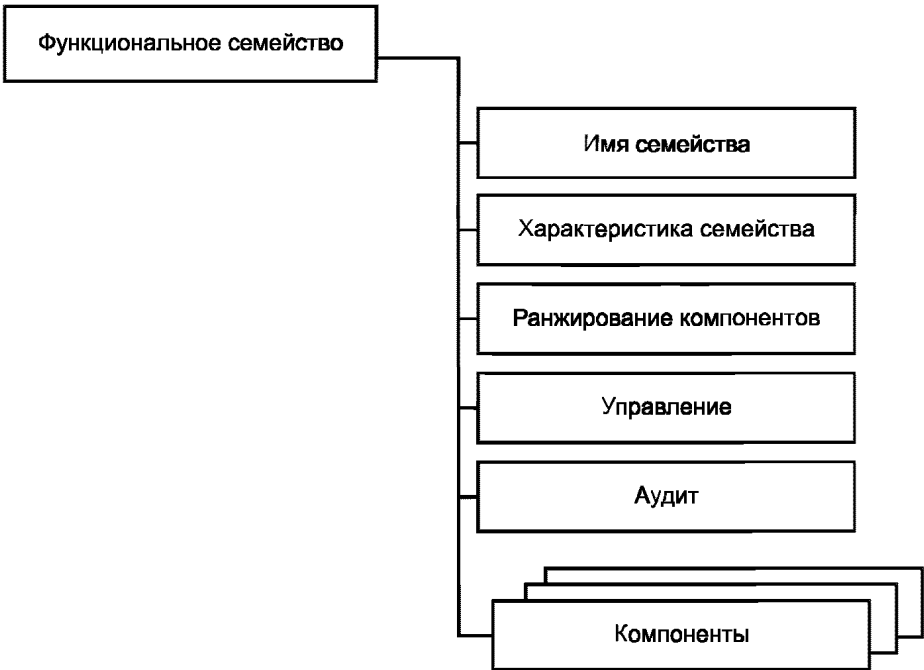 Функциональное семейство
Имя семейства
Характеристика семейства
Ранжирование компонентов
Управление
Аудит
Компоненты